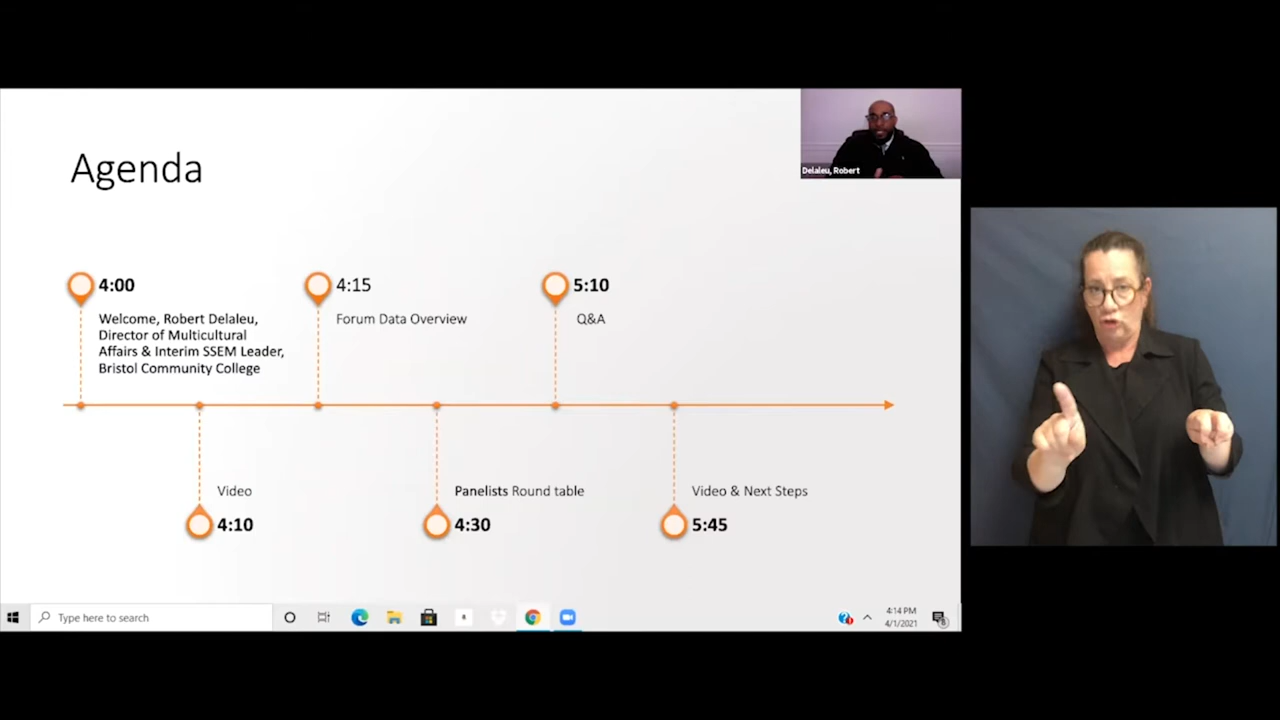 Agenda
Delaleu, Robert
4:00
Welcome, Robert Delaleu,
Director of Multicultural
Affairs & Interim SSEM Leader,
Bristol Community College
4:15
Forum Data Overview
5:10
Q&A
Video
4:10
Panelists Round table
4:30
Video & Next Steps
5:45
Type here to search
4:14 PM
4/1/2021